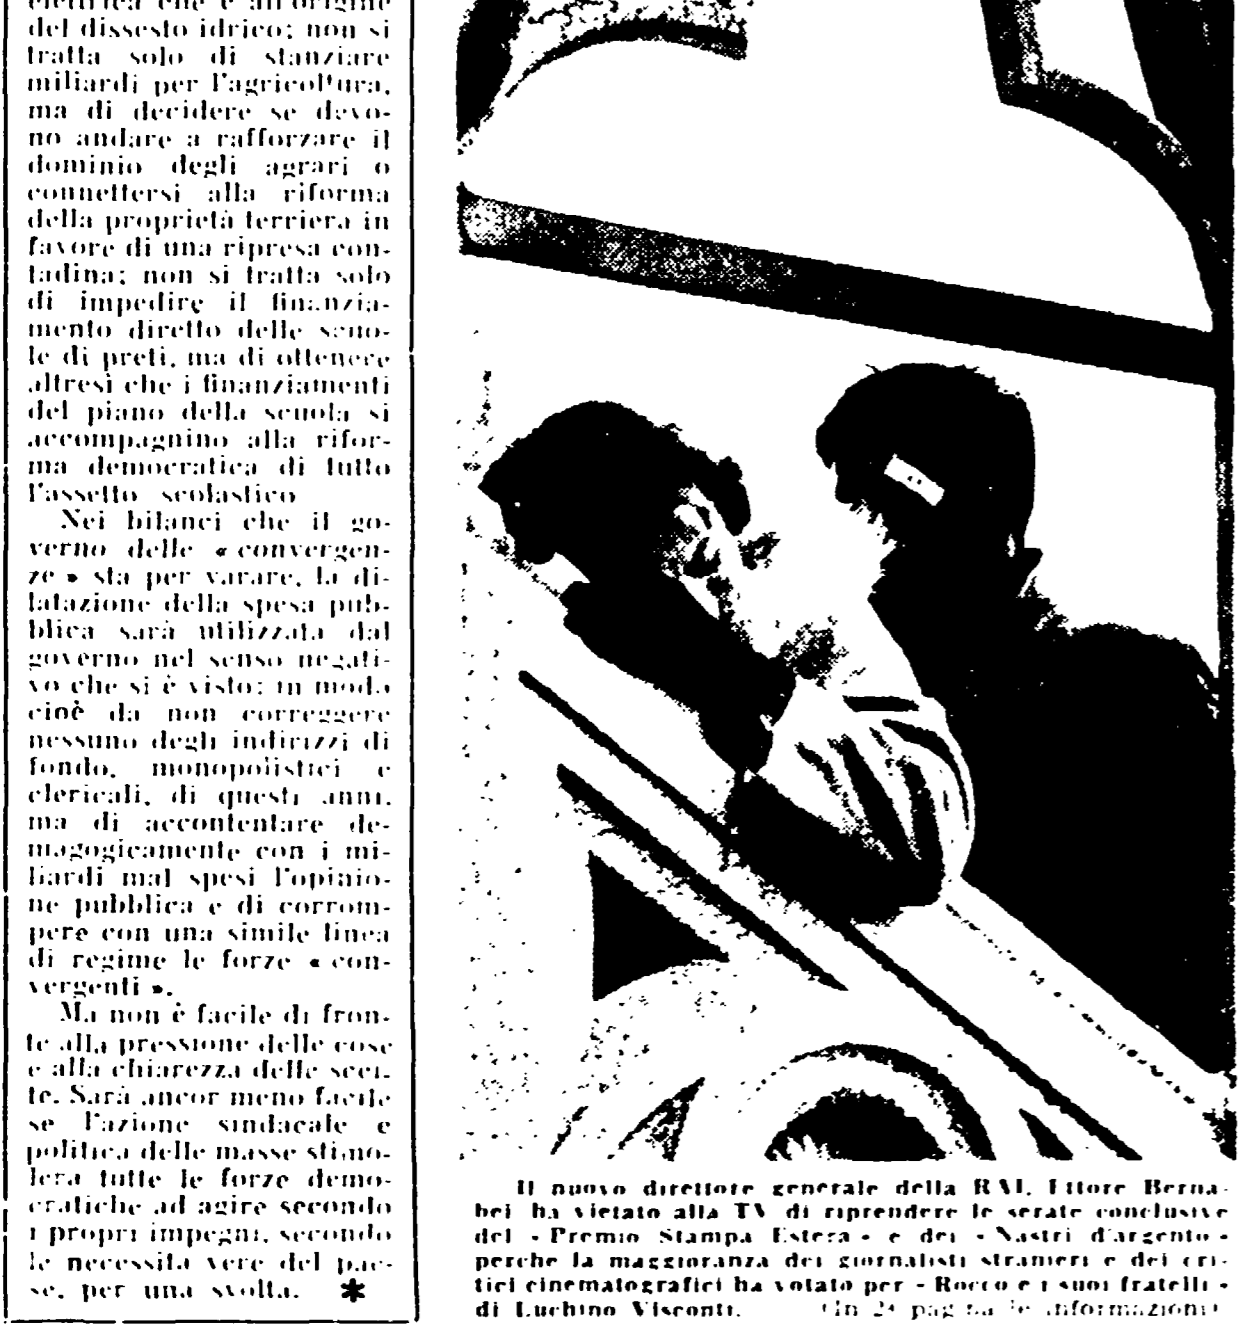 elettrica che è all'origine
del dissesto idrico; non si
tratta solo di stanziare
miliardi per l'agricoltura,
ma di decidere se devo-
no andare a rafforzare il
dominio degli agrari o
connettersi alla riforma
della proprietà terriera in
favore di una ripresa con-
tadina; non si tratta solo
di impedire il finanzia-
mento diretto delle scuo-
le di preti, ma di ottenere
altresì che i finanziamenti
del piano della scuola si
accompagnino alla rifor-
ma democratica di tutto
l'assetto scolastico
Nei bilanci che il go-
verno delle « convergen-
ze » sta per varare, la di-
latazione della spesa pub-
blica sarà utilizzata dal
governo nel senso negati-
vo che si è visto: in modo
cioè da non correggere
nessuno degli indirizzi di
fondo, monopolistici e
clericali, di questi anni,
ma di accontentare de-
magogicamente con i mi-
liardi mal spesi l'opinio-
ne pubblica e di corrom-
pere con una simile linea
di regime le forze « con-
vergenti ».
Ma non è facile di fron-
te alla pressione delle cose
e alla chiarezza delle scel-
te. Sarà ancor meno facile
se l'azione sindacale e
politica delle masse stimo-
lerà tutte le forze demo-
cratiche ad agire secondo
i propri impegni, secondo
le necessità vere del pae-
se, per una svolta. *
Il nuovo direttore generale della RAI, Ettore Berna-
bei ha vietato alla TV di riprendere le serate conclusive
del - Premio Stampa Estera - e dei - Nastri d'argento -
perchè la maggioranza dei giornalisti stranieri e dei cri-
tici cinematografici ha votato per - Rocco e i suoi fratelli -
di Luchino Visconti. (In 2ª pagina le informazioni)